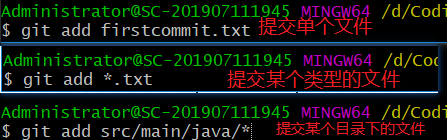 Administrator@SC-201907111945 MINGW64 /d/Codi
$ git add firstcommit.txt 提交单个文件
Administrator@SC-201907111945 MINGW64 /d/Cod
$ git add *.txt 提交某个类型的文件
Administrator@SC-201907111945 MINGW64 /d/Co
$ git add src/main/java/* 提交某个目录下的文件